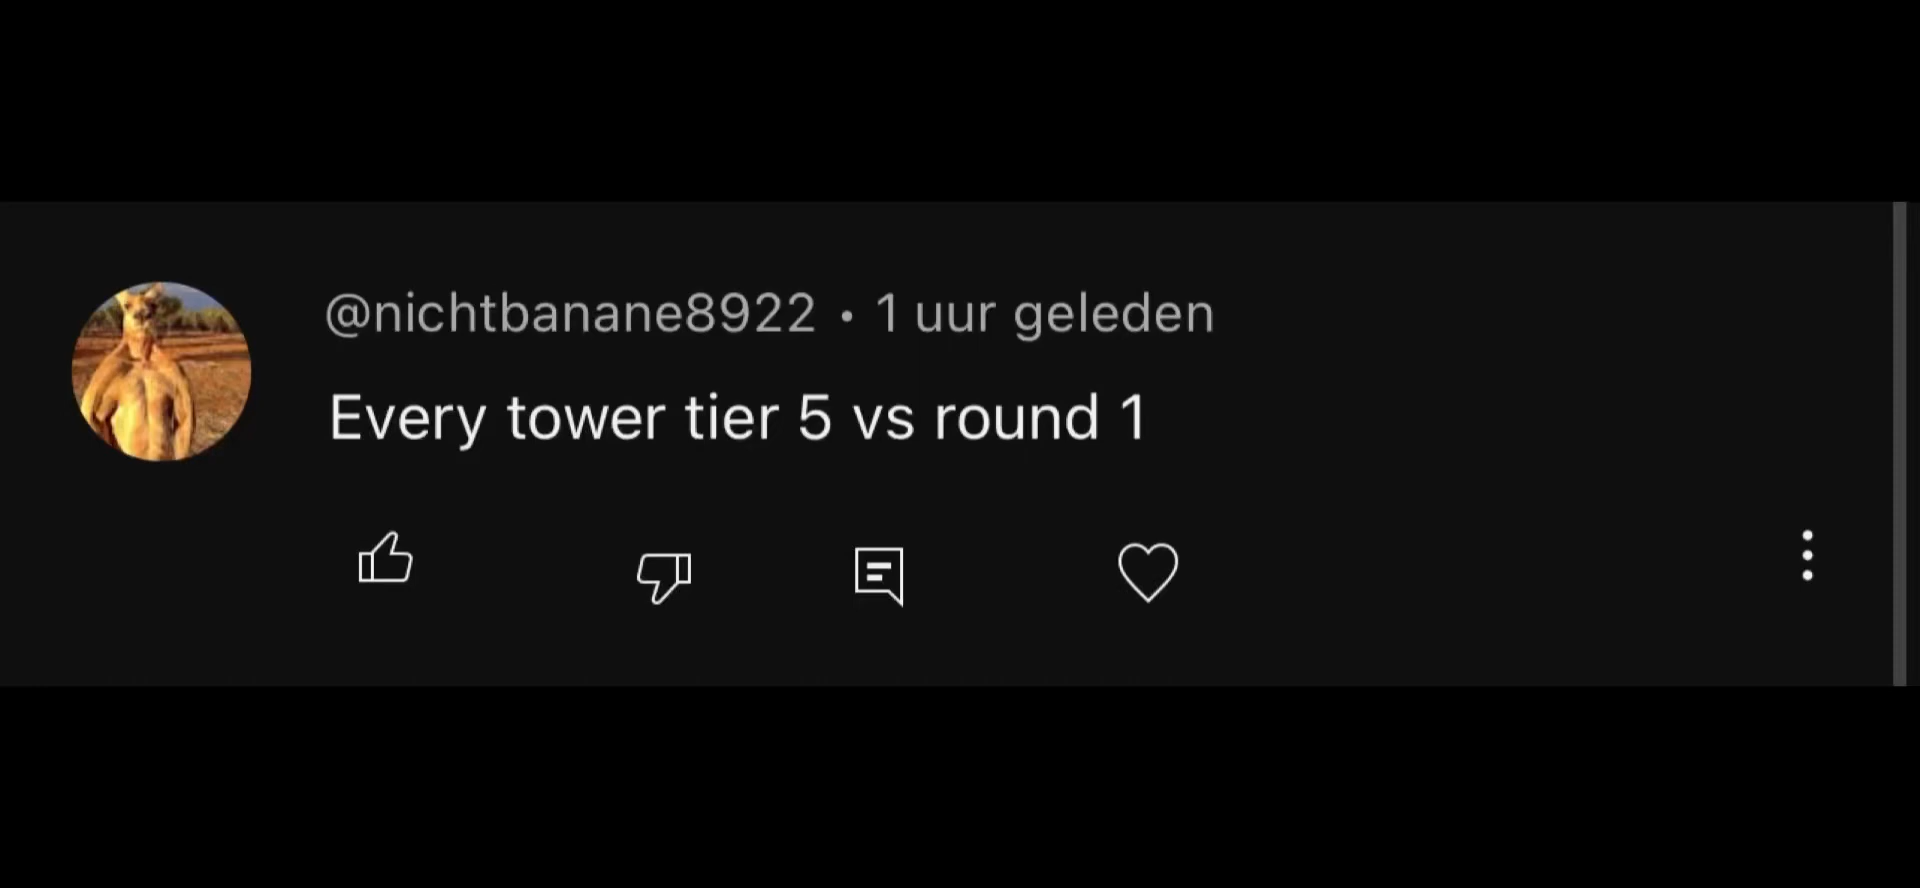 @nichtbanane8922 • 1 uur geleden
Every tower tier 5 vs round 1